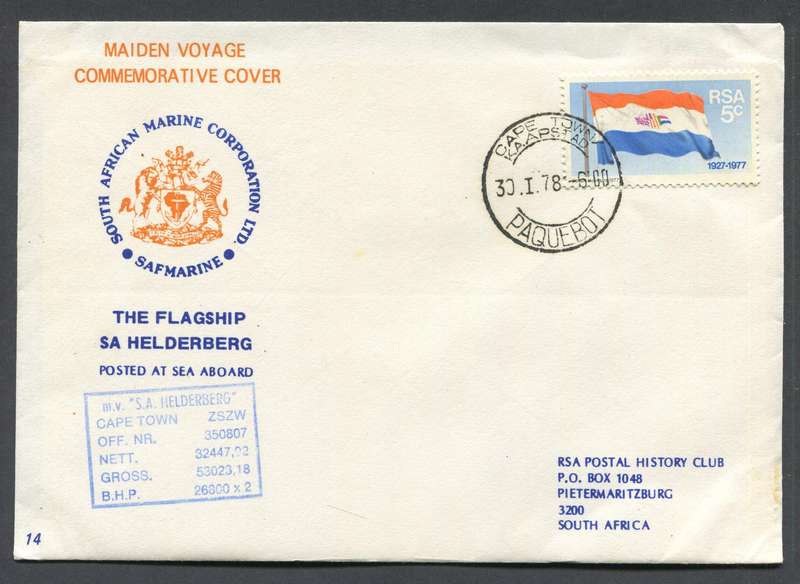 MAIDEN VOYAGE
COMMEMORATIVE COVER
SOUTH AFRICAN MARINE CORPORATION LTD.
• SAFMARINE •
THE FLAGSHIP
SA HELDERBERG
POSTED AT SEA ABOARD
m.v. "S.A. HELDERBERG"
CAPE TOWN ZSZW
OFF. NR. 350807
NETT. 32447,02
GROSS. 53023,18
B.H.P. 26800 x 2
14
RSA
5c
1927-1977
CAPE TOWN
KAAPSTAD
30.I.78-6:00
PAQUEBOT
RSA POSTAL HISTORY CLUB
P.O. BOX 1048
PIETERMARITZBURG
3200
SOUTH AFRICA